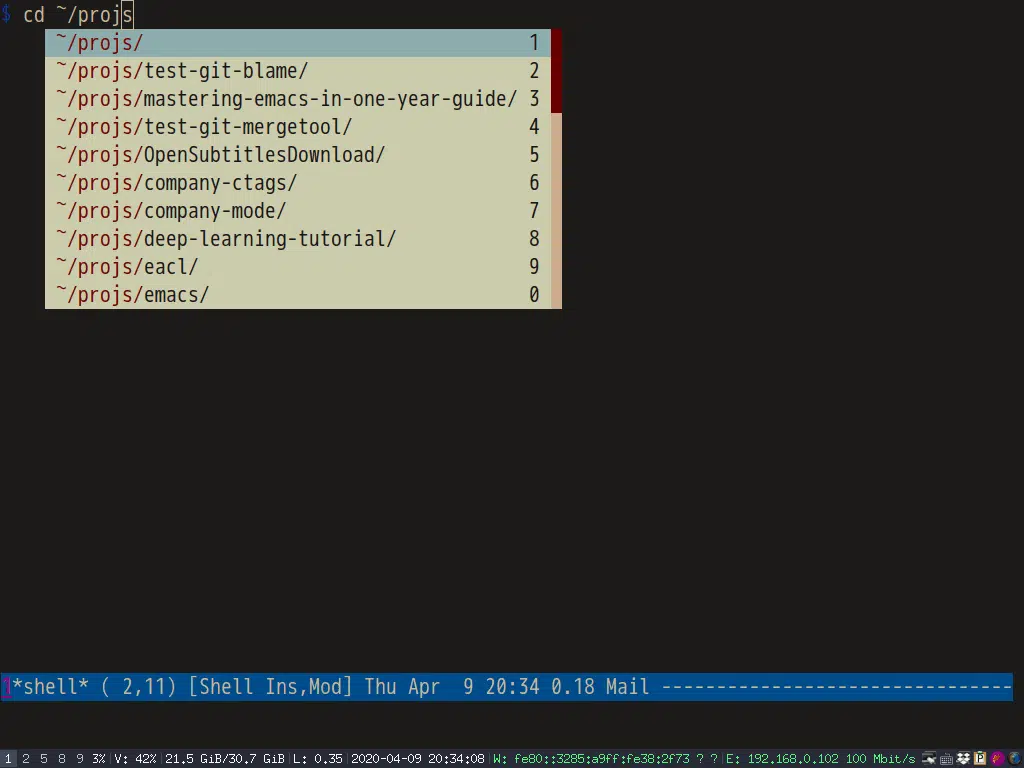 $ cd ~/projs
~/projs/ 1
~/projs/test-git-blame/ 2
~/projs/mastering-emacs-in-one-year-guide/ 3
~/projs/test-git-mergetool/ 4
~/projs/OpenSubtitlesDownload/ 5
~/projs/company-ctags/ 6
~/projs/company-mode/ 7
~/projs/deep-learning-tutorial/ 8
~/projs/eacl/ 9
~/projs/emacs/ 0
*shell* ( 2,11) [Shell Ins,Mod] Thu Apr  9 20:34 0.18 Mail --------------------------------
1 2 5 8 9 3% V: 42% 21.5 GiB/30.7 GiB L: 0.35 2020-04-09 20:34:08 W: fe80::3285:a9ff:fe38:2f73 ? ? E: 192.168.0.102 100 Mbit/s